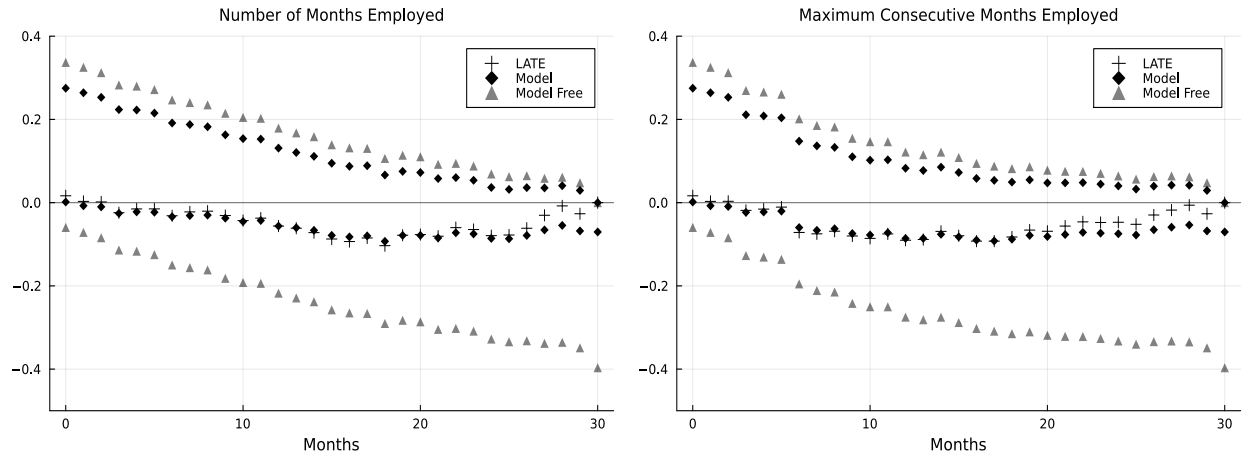 Number of Months Employed
0.4
0.2
0.0
−0.2
−0.4
0
10
20
30
Months
LATE
Model
Model Free
Maximum Consecutive Months Employed
0.4
0.2
0.0
−0.2
−0.4
0
10
20
30
Months
LATE
Model
Model Free